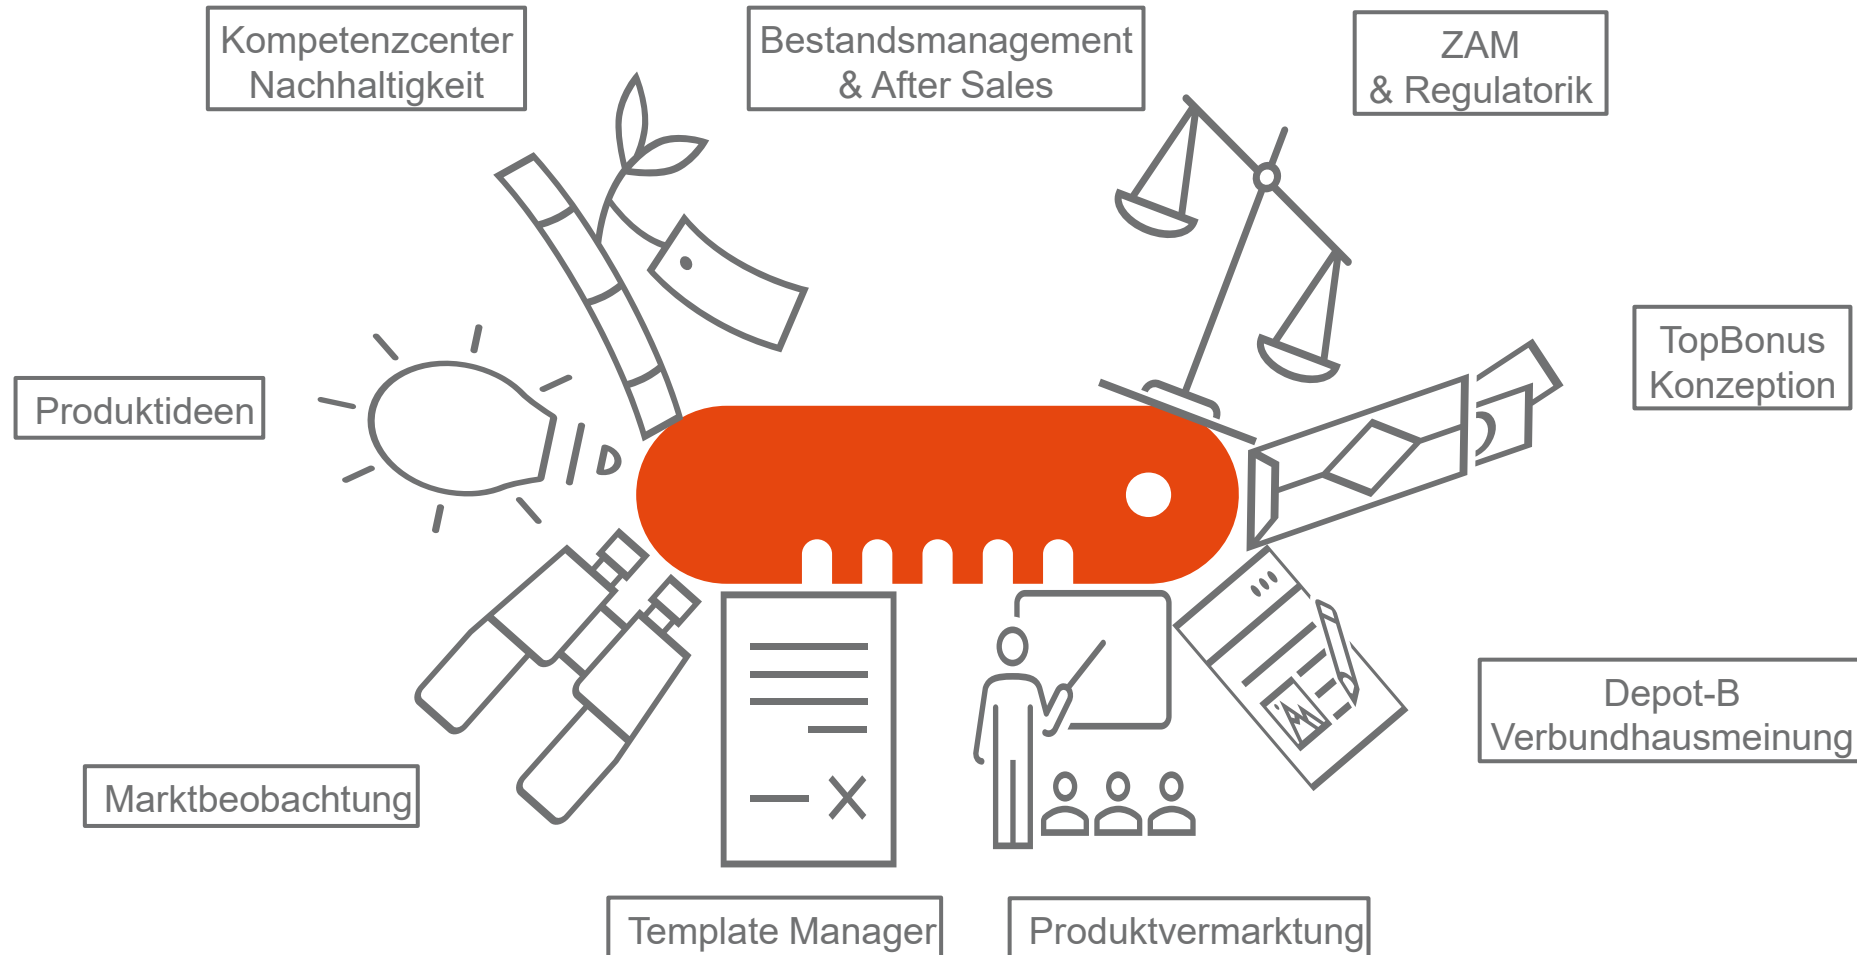 Kompetenzcenter
Nachhaltigkeit
Bestandsmanagement
& After Sales
ZAM
& Regulatorik
TopBonus
Konzeption
Produktideen
Depot-B
Verbundhausmeinung
Marktbeobachtung
Template Manager
Produktvermarktung